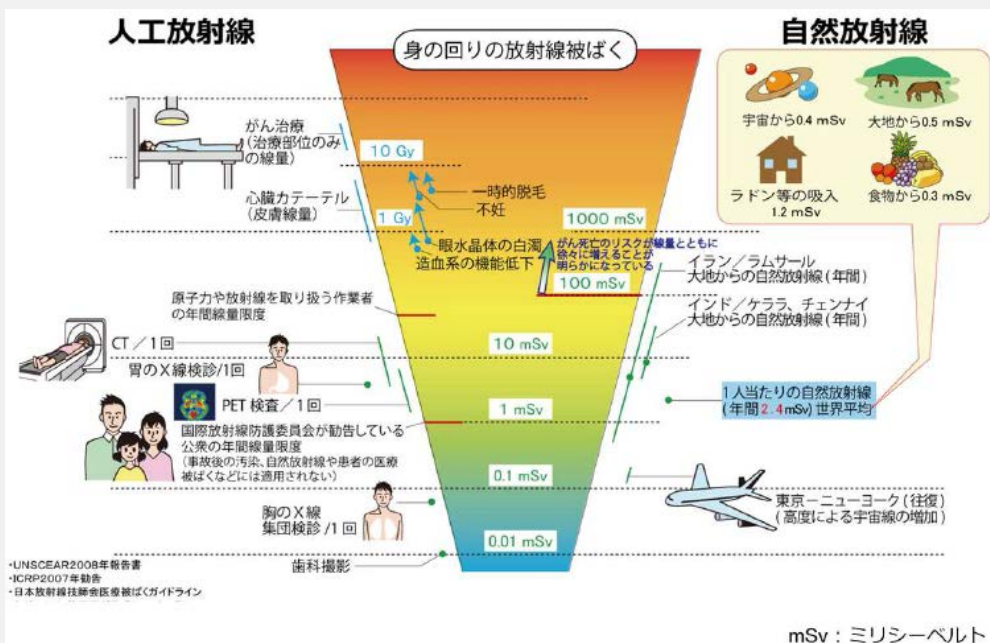 人工放射線
身の回りの放射線被ばく
自然放射線
がん治療
(治療部位のみ
の線量)
心臓カテーテル
(皮膚線量)
10 Gy
1 Gy
一時的脱毛
不妊
眼水晶体の白濁
造血系の機能低下
1000 mSv
がん死亡のリスクが線量とともに
徐々に増えることが
明らかになっている
100 mSv
宇宙から0.4 mSv
大地から0.5 mSv
ラドン等の吸入
1.2 mSv
食物から0.3 mSv
イラン/ラムサール
大地からの自然放射線(年間)
インド/ケララ、チェンナイ
大地からの自然放射線(年間)
原子力や放射線を取り扱う作業者
の年間線量限度
10 mSv
CT/1回
胃のX線検診/1回
PET検査/1回
1 mSv
1人当たりの自然放射線
(年間2.4mSv)世界平均
国際放射線防護委員会が勧告している
公衆の年間線量限度
(事故後の汚染、自然放射線や患者の医療
被ばくなどには適用されない)
0.1 mSv
東京-ニューヨーク(往復)
(高度による宇宙線の増加)
胸のX線
集団検診/1回
0.01 mSv
歯科撮影
・UNSCEAR2008年報告書
・ICRP2007年勧告
・日本放射線技師会医療被ばくガイドライン
mSv:ミリシーベルト